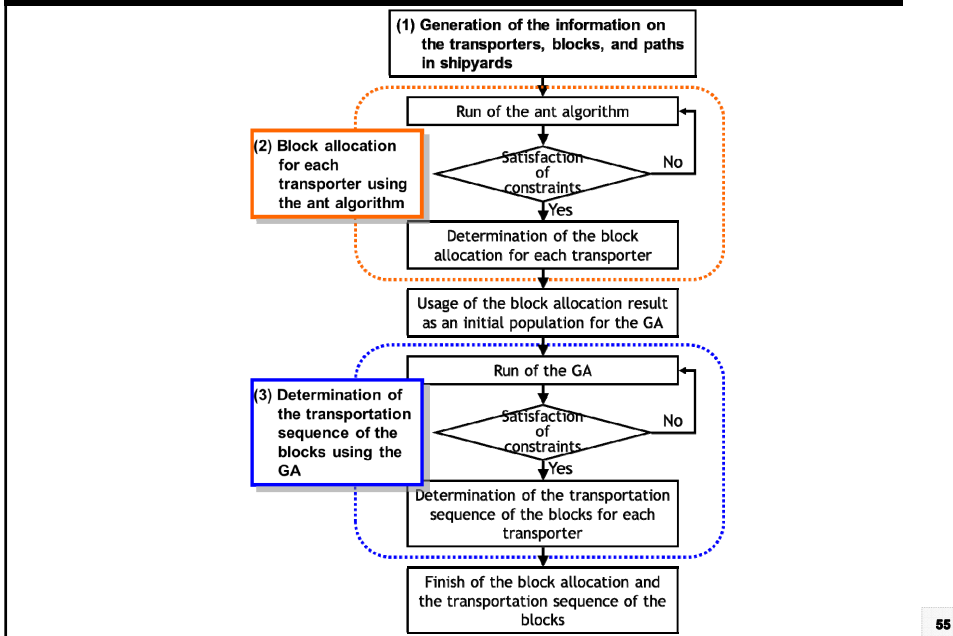 (1) Generation of the information on
the transporters, blocks, and paths
in shipyards
Run of the ant algorithm
(2) Block allocation
for each
transporter using
the ant algorithm
Satisfaction
of
constraints
No
Yes
Determination of the block
allocation for each transporter
Usage of the block allocation result
as an initial population for the GA
Run of the GA
(3) Determination of
the transportation
sequence of the
blocks using the
GA
Satisfaction
of
constraints
No
Yes
Determination of the transportation
sequence of the blocks for each
transporter
Finish of the block allocation and
the transportation sequence of the
blocks
55